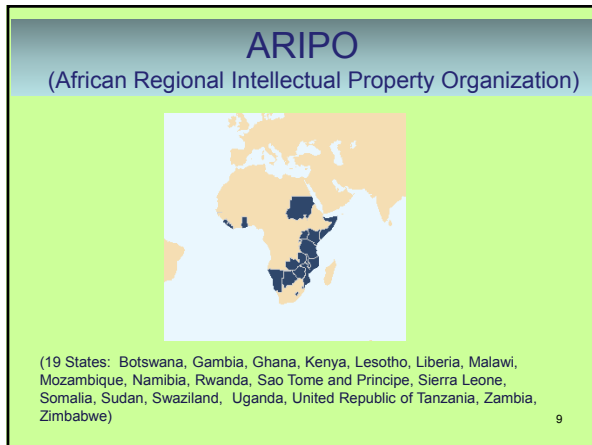 ARIPO
(African Regional Intellectual Property Organization)
(19 States: Botswana, Gambia, Ghana, Kenya, Lesotho, Liberia, Malawi,
Mozambique, Namibia, Rwanda, Sao Tome and Principe, Sierra Leone,
Somalia, Sudan, Swaziland, Uganda, United Republic of Tanzania, Zambia,
Zimbabwe)
9